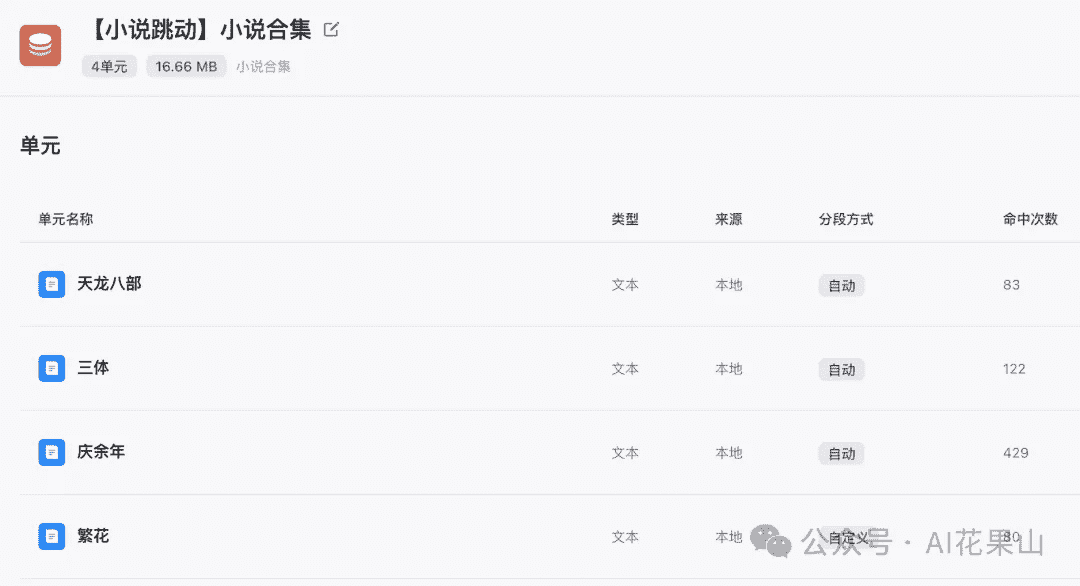 【小说跳动】小说合集
4单元 16.66 MB 小说合集
单元
单元名称 类型 来源 分段方式 命中次数
天龙八部 文本 本地 自动 83
三体 文本 本地 自动 122
庆余年 文本 本地 自动 429
繁花 文本 本地 自定义 80
公众号 · AI花果山